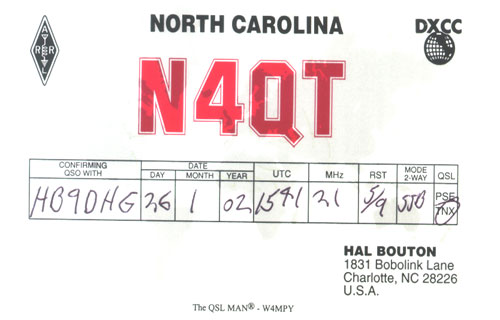 NORTH CAROLINA
DXCC
ARRL
N4QT
CONFIRMING QSO WITH DATE DAY MONTH YEAR UTC MHz RST MODE 2-WAY QSL
HB9DHG 26 1 02 1541 21 5/9 SSB PSE TNX
HAL BOUTON
1831 Bobolink Lane
Charlotte, NC 28226
U.S.A.
The QSL MAN® - W4MPY